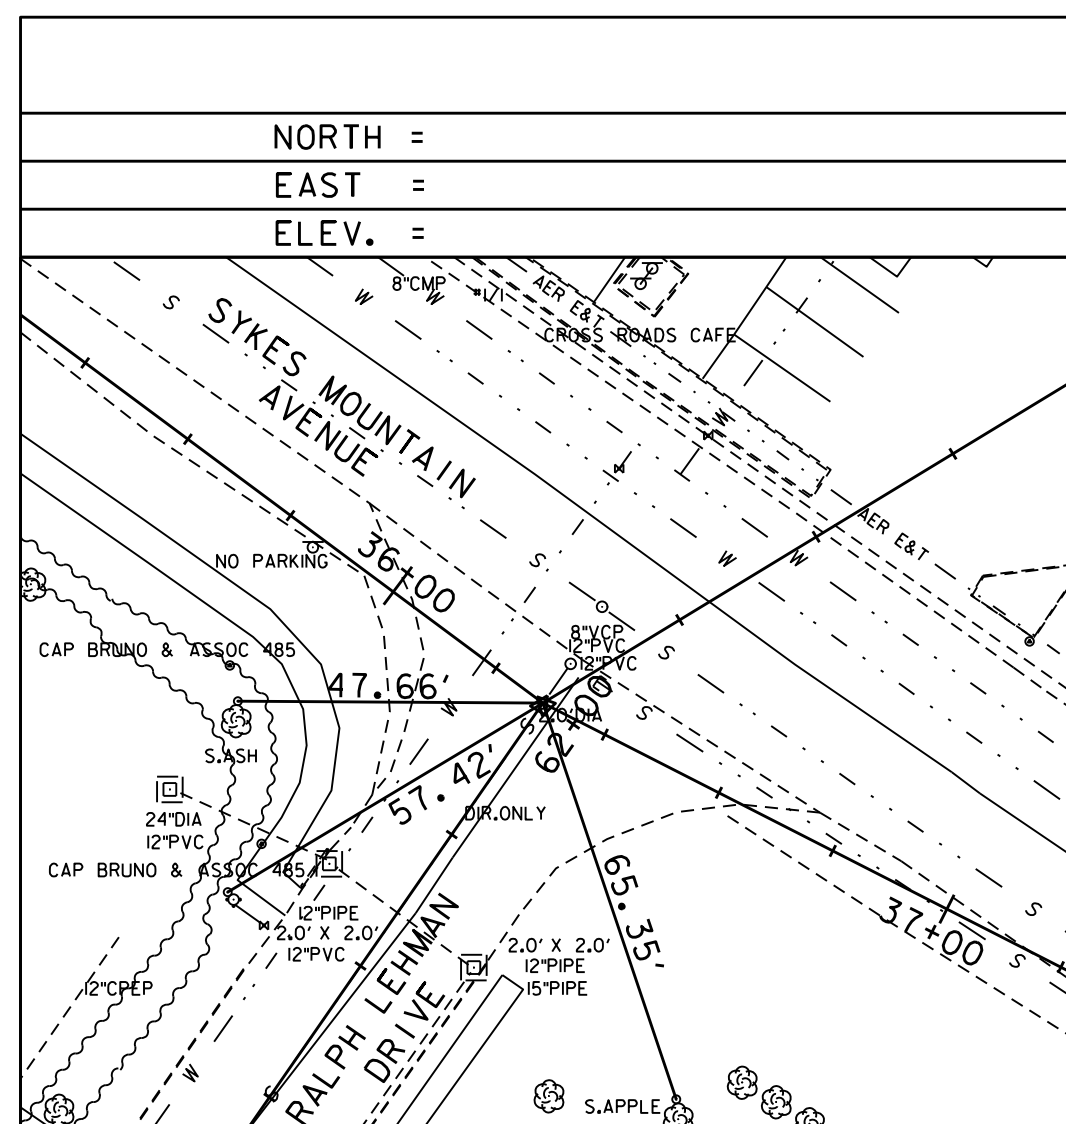 NORTH =
EAST =
ELEV. =
8"CMP
W
W
S
AER E&T
CROSS ROADS CAFE
SYKES MOUNTAIN
AVENUE
W
AER E&T
36+00
S
W
W
NO PARKING
8"VCP
12"PVC
12"PVC
CAP BRUNO & ASSOC 485
S
47.66'
W
2.0'DIA
S
S
62+00
S.ASH
57.42'
24"DIA
12"PVC
DIR.ONLY
CAP BRUNO & ASSOC 485
65.35'
12"PIPE
2.0' X 2.0'
12"PVC
37+00
S
S
2.0' X 2.0'
12"PIPE
15"PIPE
12"CPEP
RALPH LEHMAN
DRIVE
W
S
S.APPLE